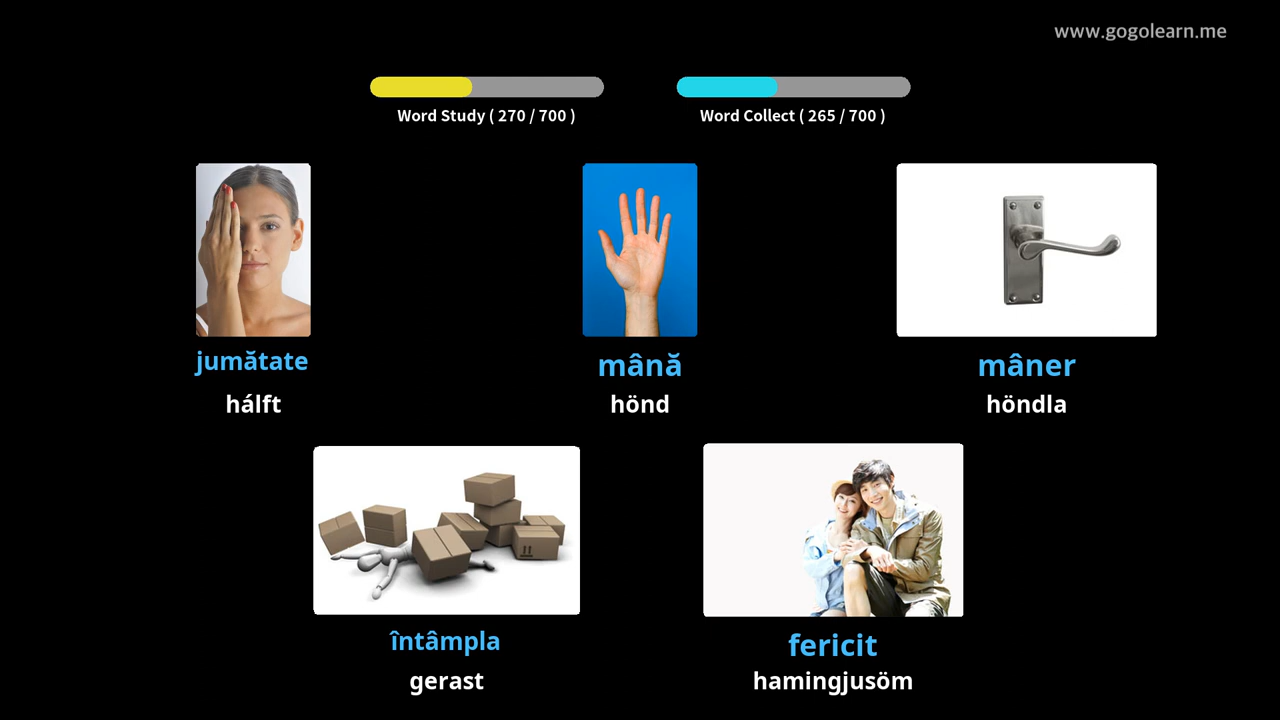 www.gogolearn.me
Word Study ( 270 / 700 )
Word Collect ( 265 / 700 )
jumătate
hálft
mână
hönd
mâner
höndla
întâmpla
gerast
fericit
hamingjusöm